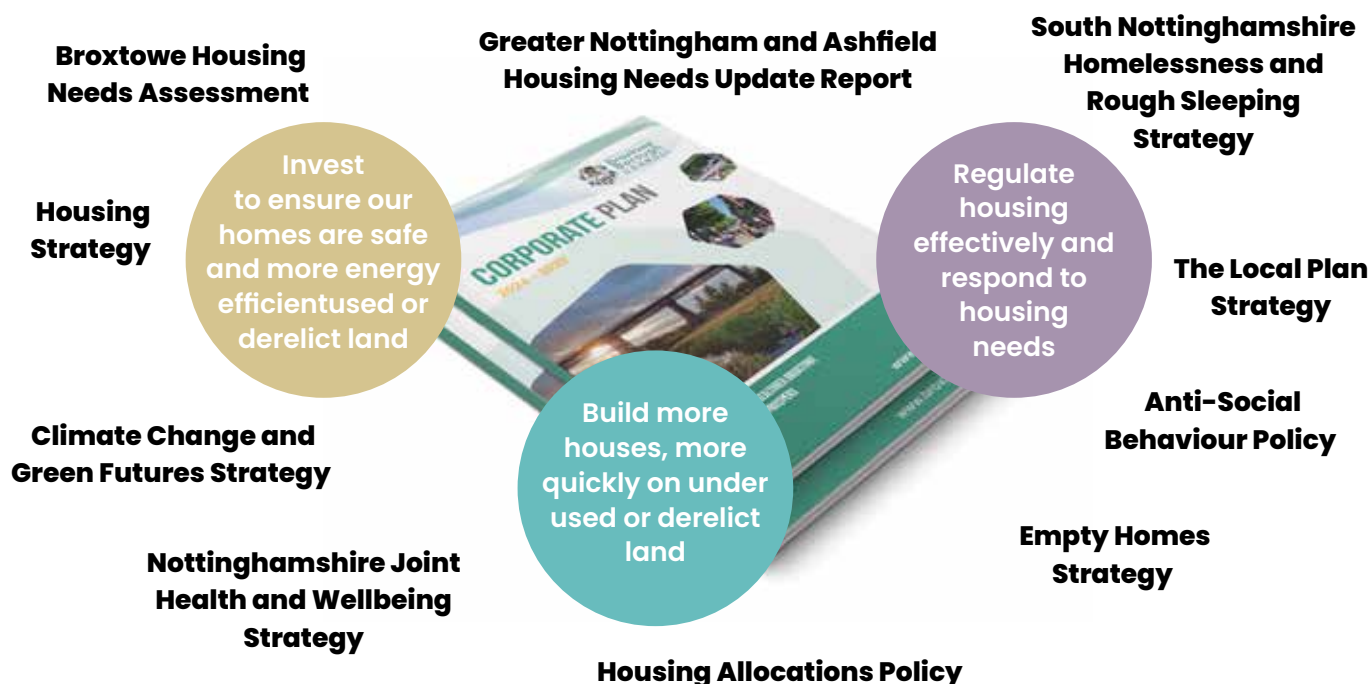 Broxtowe Housing
Needs Assessment
Greater Nottingham and Ashfield
Housing Needs Update Report
South Nottinghamshire
Homelessness and
Rough Sleeping
Strategy
Housing
Strategy
Invest
to ensure our
homes are safe
and more energy
efficientused or
derelict land
CORPORATE PLAN
Regulate
housing
effectively and
respond to
housing
needs
The Local Plan
Strategy
Climate Change and
Green Futures Strategy
Build more
houses, more
quickly on under
used or derelict
land
Anti-Social
Behaviour Policy
Nottinghamshire Joint
Health and Wellbeing
Strategy
Empty Homes
Strategy
Housing Allocations Policy